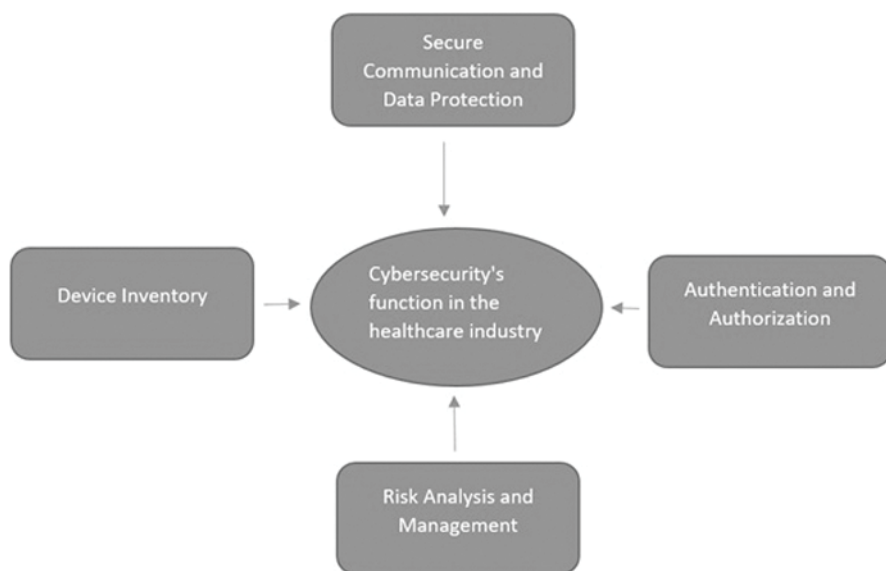 Secure
Communication and
Data Protection
Device Inventory
Cybersecurity's
function in the
healthcare industry
Authentication and
Authorization
Risk Analysis and
Management